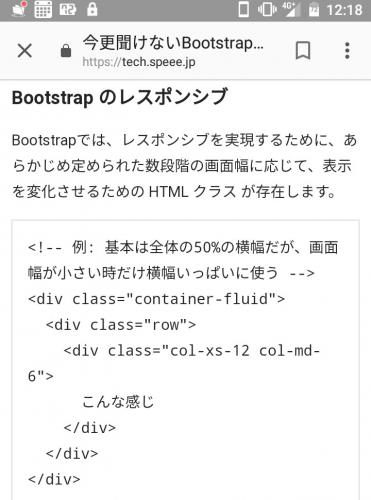 4G
72
12:18
今更聞けないBootstrap…
https://tech.speee.jp
Bootstrap のレスポンシブ
Bootstrapでは、レスポンシブを実現するために、あ
らかじめ定められた数段階の画面幅に応じて、表示
を変化させるための HTML クラス が存在します。
<!-- 例: 基本は全体の50%の横幅だが、画面
幅が小さい時だけ横幅いっぱいに使う -->
<div class="container-fluid">
<div class="row">
<div class="col-xs-12 col-md-
6">
こんな感じ
</div>
</div>
</div>